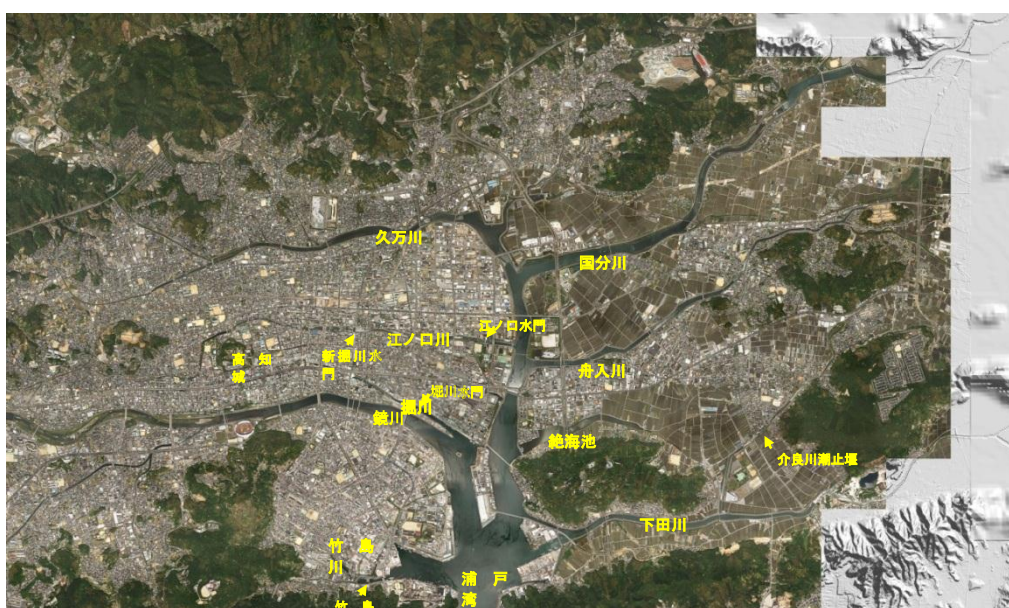 久万川
国分川
江ノ口水門
江ノ口川
新堀川水
門
高 知
城
舟入川
堀川水門
堀川
鏡川
絶海池
介良川潮止堰
下田川
竹 島
川
浦 戸
湾
竹 島